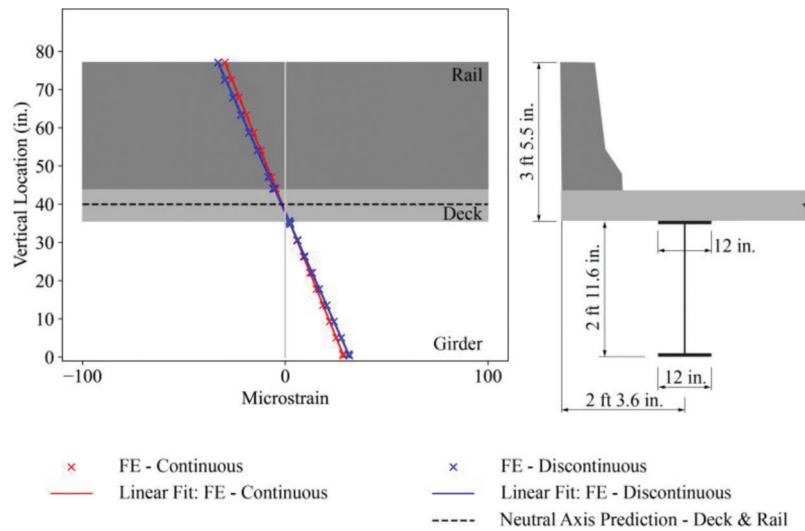 80
70
60
50
40
30
20
10
0
Vertical Location (in.)
Rail
Deck
Girder
−100
0
100
Microstrain
3 ft 5.5 in.
2 ft 11.6 in.
12 in.
12 in.
2 ft 3.6 in.
FE - Continuous
Linear Fit: FE - Continuous
FE - Discontinuous
Linear Fit: FE - Discontinuous
Neutral Axis Prediction - Deck & Rail